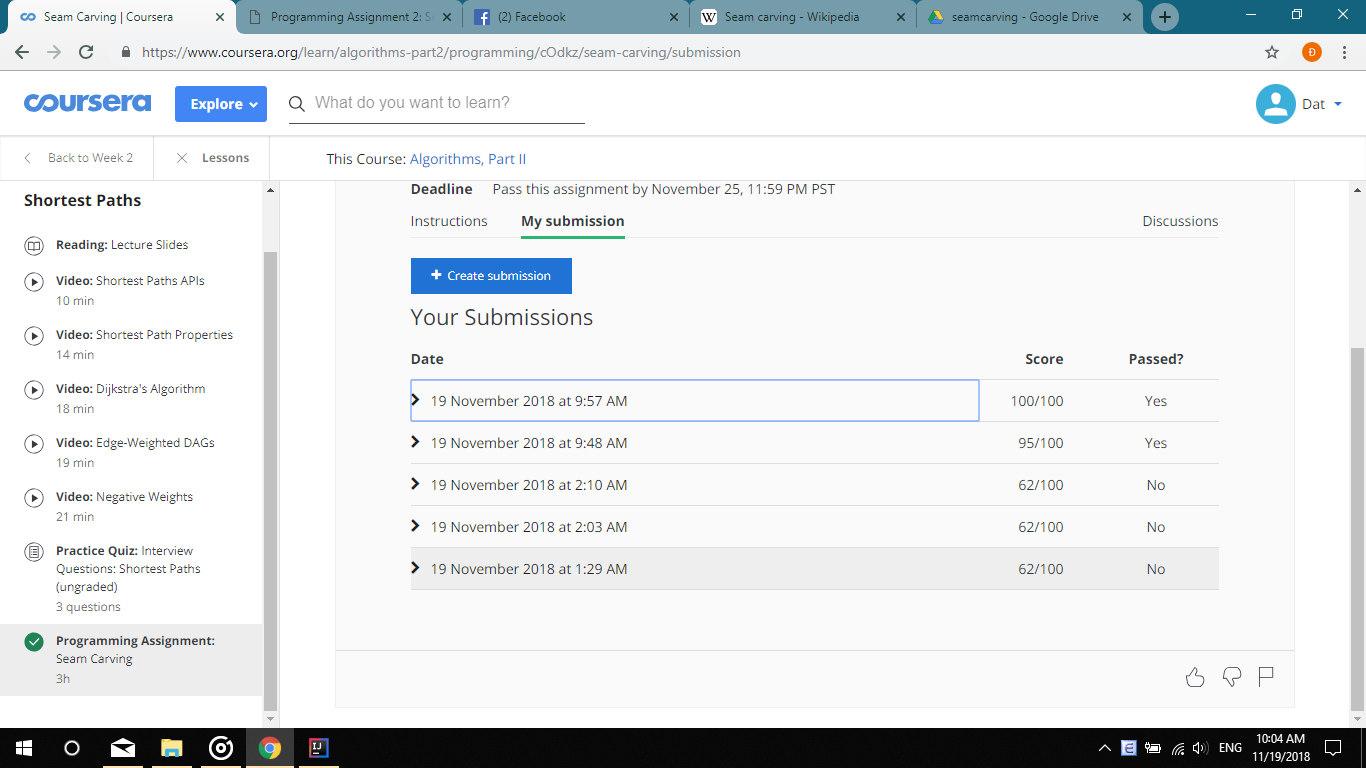 Seam Carving | Coursera
Programming Assignment 2: S
(2) Facebook
Seam carving - Wikipedia
seamcarving - Google Drive
https://www.coursera.org/learn/algorithms-part2/programming/cOdkz/seam-carving/submission
Đ
coursera
Explore
What do you want to learn?
Dat
Back to Week 2
Lessons
This Course: Algorithms, Part II
Shortest Paths
Reading: Lecture Slides
Video: Shortest Paths APIs
10 min
Video: Shortest Path Properties
14 min
Video: Dijkstra's Algorithm
18 min
Video: Edge-Weighted DAGs
19 min
Video: Negative Weights
21 min
Practice Quiz: Interview
Questions: Shortest Paths
(ungraded)
3 questions
Programming Assignment:
Seam Carving
3h
Deadline Pass this assignment by November 25, 11:59 PM PST
Instructions My submission Discussions
+ Create submission
Your Submissions
Date Score Passed?
19 November 2018 at 9:57 AM 100/100 Yes
19 November 2018 at 9:48 AM 95/100 Yes
19 November 2018 at 2:10 AM 62/100 No
19 November 2018 at 2:03 AM 62/100 No
19 November 2018 at 1:29 AM 62/100 No
IJ
E
ENG
10:04 AM
11/19/2018